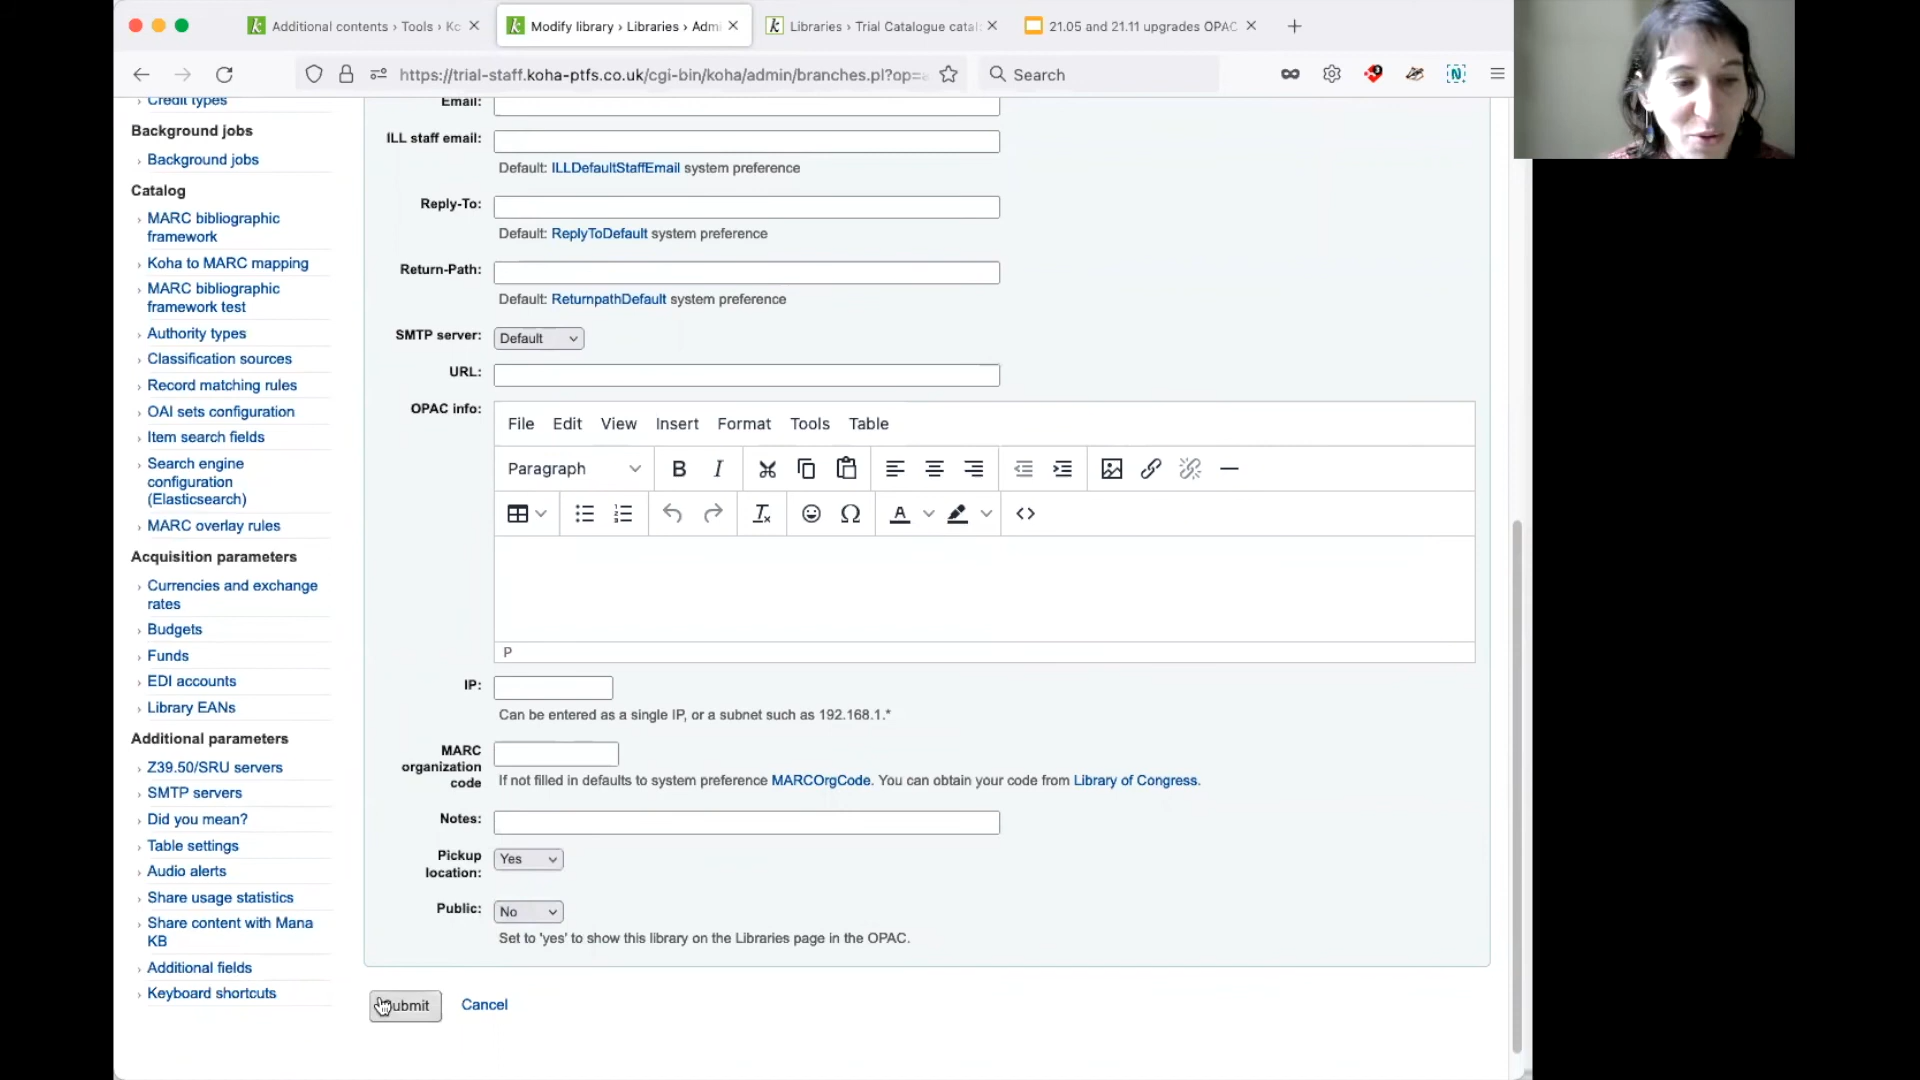 Additional contents › Tools › Kc
Modify library › Libraries › Admi
Libraries › Trial Catalogue catal
21.05 and 21.11 upgrades OPAC
https://trial-staff.koha-ptfs.co.uk/cgi-bin/koha/admin/branches.pl?op=a
Search
Credit types
Background jobs
Background jobs
Catalog
MARC bibliographic
framework
Koha to MARC mapping
MARC bibliographic
framework test
Authority types
Classification sources
Record matching rules
OAI sets configuration
Item search fields
Search engine
configuration
(Elasticsearch)
MARC overlay rules
Acquisition parameters
Currencies and exchange
rates
Budgets
Funds
EDI accounts
Library EANs
Additional parameters
Z39.50/SRU servers
SMTP servers
Did you mean?
Table settings
Audio alerts
Share usage statistics
Share content with Mana
KB
Additional fields
Keyboard shortcuts
Email:
ILL staff email:
Default: ILLDefaultStaffEmail system preference
Reply-To:
Default: ReplyToDefault system preference
Return-Path:
Default: ReturnpathDefault system preference
SMTP server: Default
URL:
OPAC info:
File Edit View Insert Format Tools Table
Paragraph B I
P
IP:
Can be entered as a single IP, or a subnet such as 192.168.1.*
MARC
organization
code
If not filled in defaults to system preference MARCOrgCode. You can obtain your code from Library of Congress.
Notes:
Pickup
location: Yes
Public: No
Set to 'yes' to show this library on the Libraries page in the OPAC.
ubmit Cancel